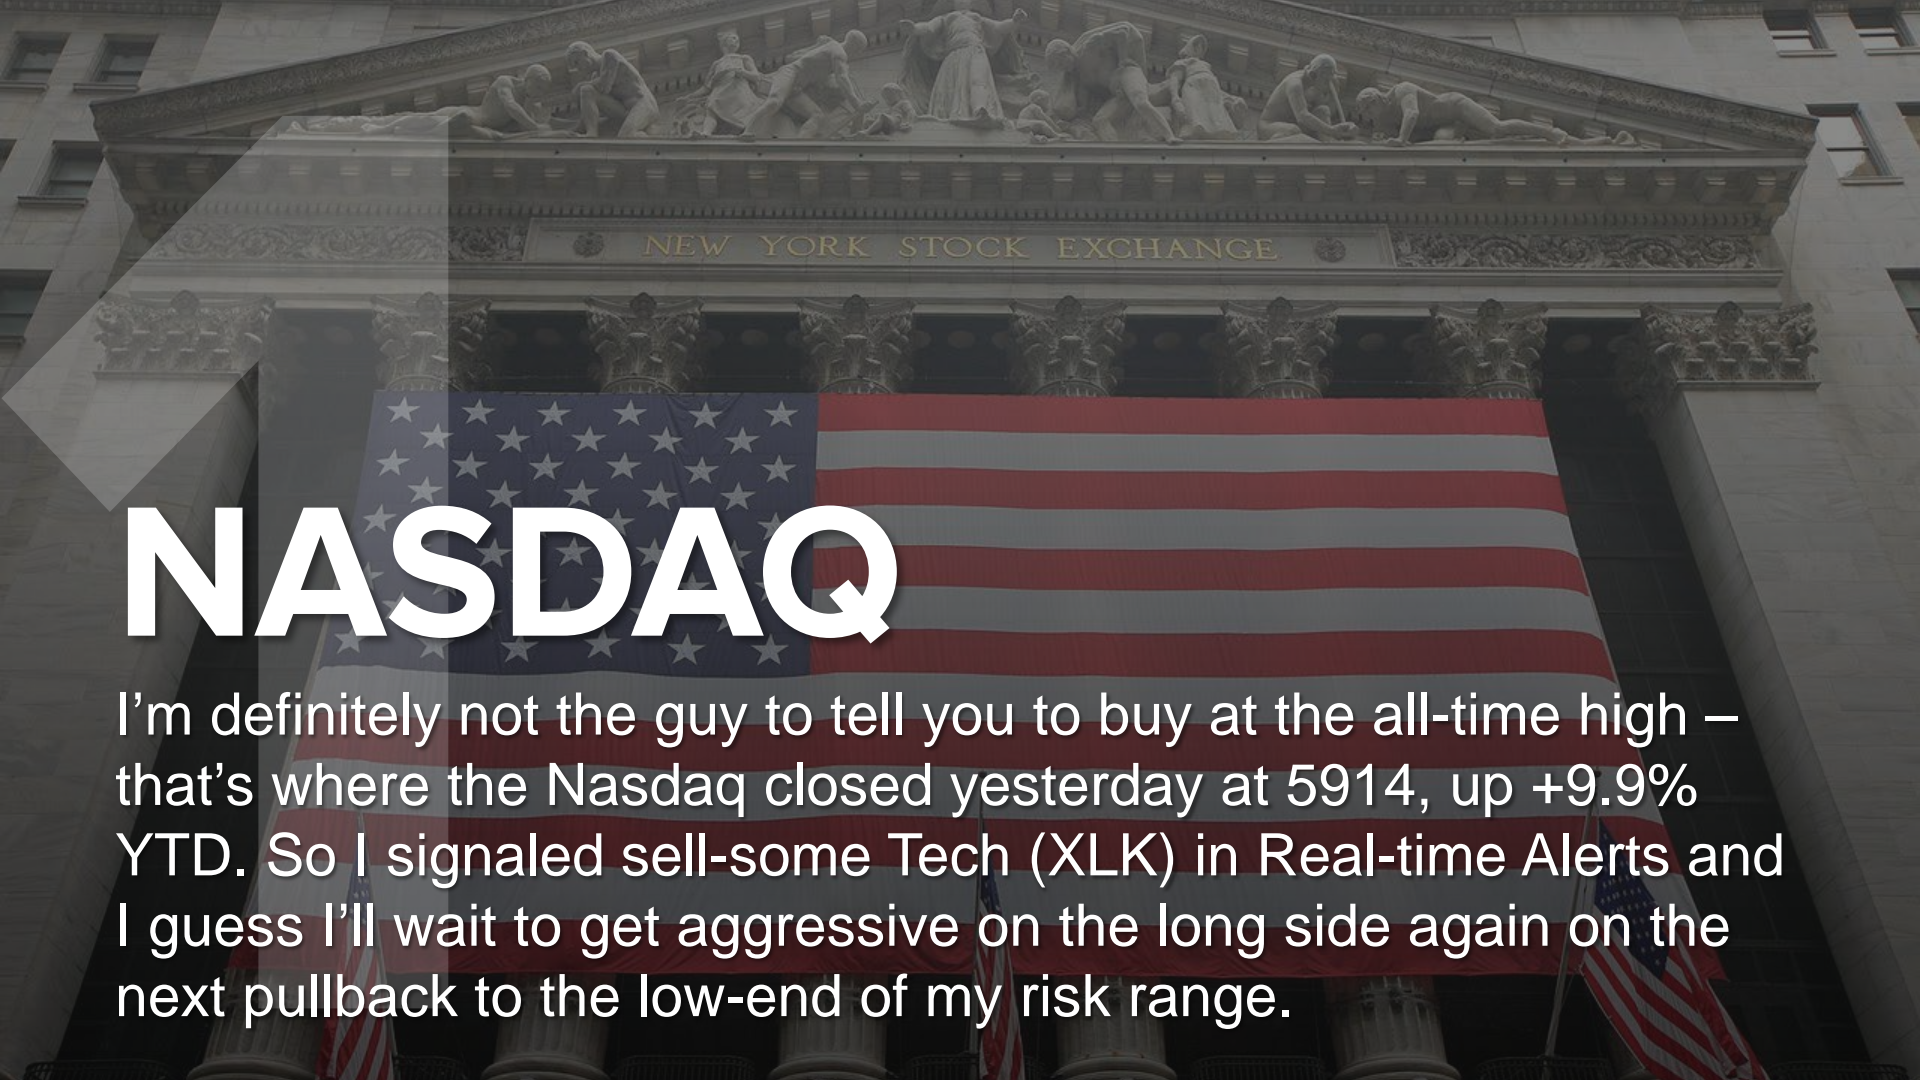 NEW YORK STOCK EXCHANGE
1
NASDAQ
I’m definitely not the guy to tell you to buy at the all-time high –
that’s where the Nasdaq closed yesterday at 5914, up +9.9%
YTD. So I signaled sell-some Tech (XLK) in Real-time Alerts and
I guess I’ll wait to get aggressive on the long side again on the
next pullback to the low-end of my risk range.